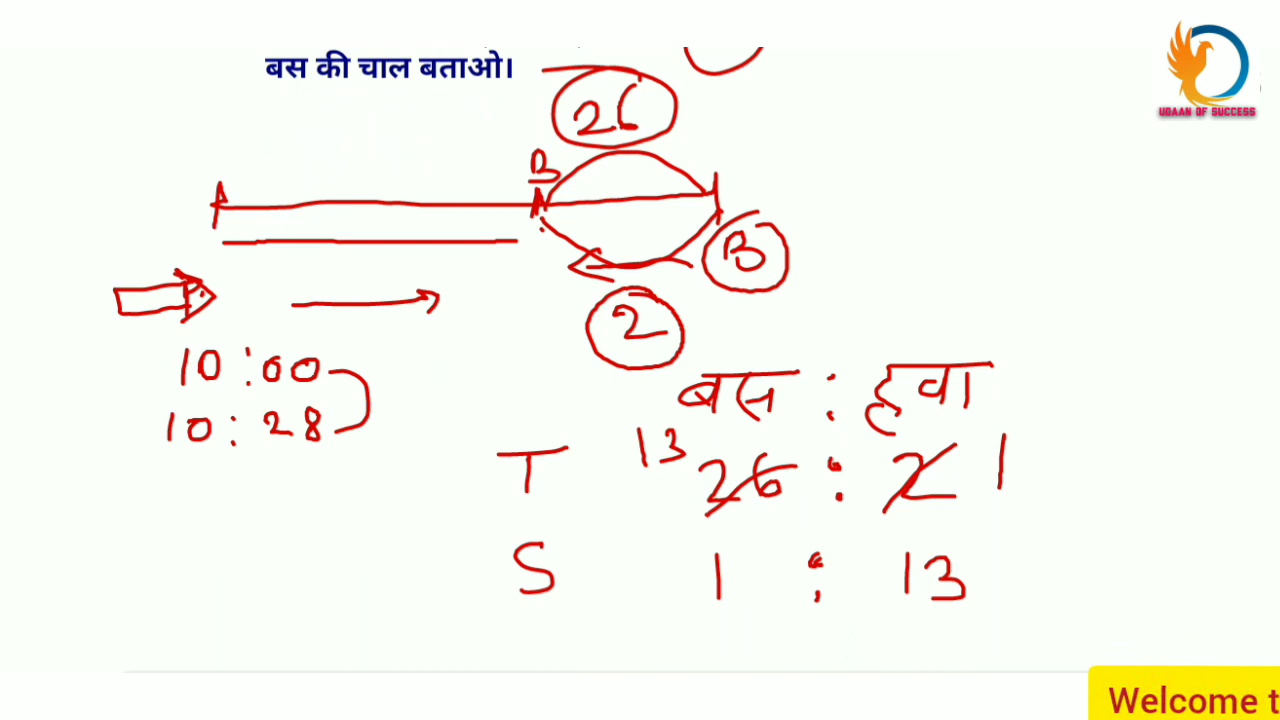 बस की चाल बताओ।
UDAAN OF SUCCESS
26
B
B
2
10:00
10:28
बस : हवा
T 13 26 : 2 1
S 1 : 13
Welcome t